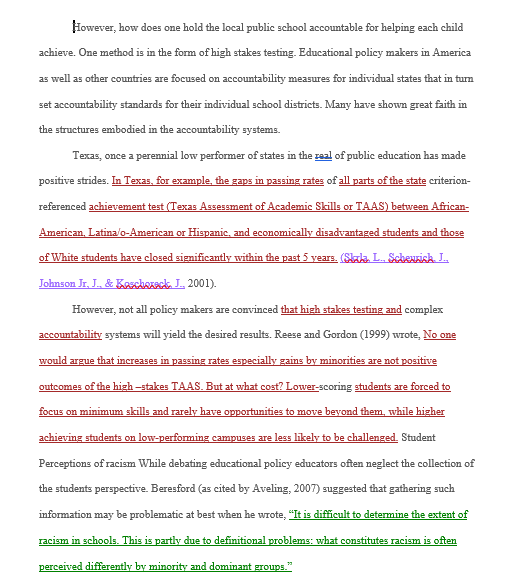 However, how does one hold the local public school accountable for helping each child
achieve. One method is in the form of high stakes testing. Educational policy makers in America
as well as other countries are focused on accountability measures for individual states that in turn
set accountability standards for their individual school districts. Many have shown great faith in
the structures embodied in the accountability systems.
Texas, once a perennial low performer of states in the real of public education has made
positive strides. In Texas, for example, the gaps in passing rates of all parts of the state criterion-
referenced achievement test (Texas Assessment of Academic Skills or TAAS) between African-
American, Latina/o-American or Hispanic, and economically disadvantaged students and those
of White students have closed significantly within the past 5 years. (Skrla, L., Scheurich, J.,
Johnson Jr, J., & Koschoreck, J., 2001).
However, not all policy makers are convinced that high stakes testing and complex
accountability systems will yield the desired results. Reese and Gordon (1999) wrote, No one
would argue that increases in passing rates especially gains by minorities are not positive
outcomes of the high –stakes TAAS. But at what cost? Lower-scoring students are forced to
focus on minimum skills and rarely have opportunities to move beyond them, while higher
achieving students on low-performing campuses are less likely to be challenged. Student
Perceptions of racism While debating educational policy educators often neglect the collection of
the students perspective. Beresford (as cited by Aveling, 2007) suggested that gathering such
information may be problematic at best when he wrote, “It is difficult to determine the extent of
racism in schools. This is partly due to definitional problems: what constitutes racism is often
perceived differently by minority and dominant groups.”